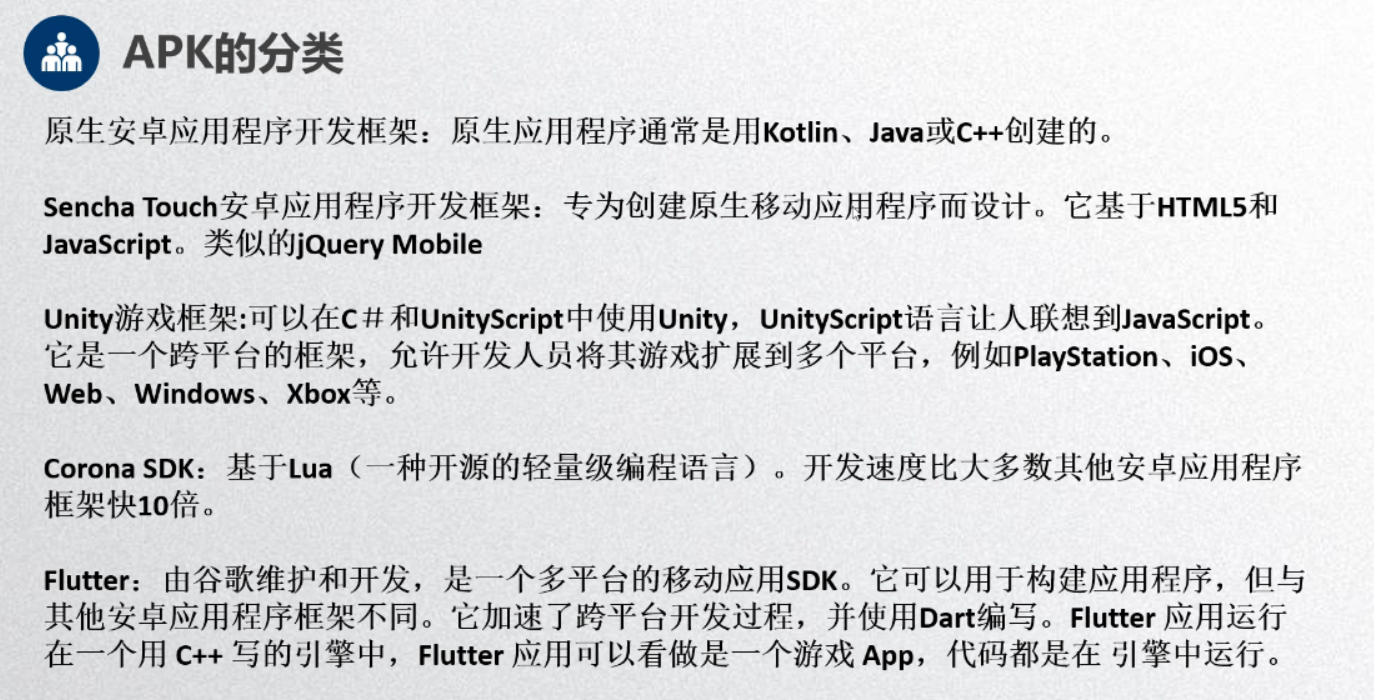 APK的分类
原生安卓应用程序开发框架：原生应用程序通常是用Kotlin、Java或C++创建的。
Sencha Touch安卓应用程序开发框架：专为创建原生移动应用程序而设计。它基于HTML5和
JavaScript。类似的jQuery Mobile
Unity游戏框架:可以在C＃和UnityScript中使用Unity，UnityScript语言让人联想到JavaScript。
它是一个跨平台的框架，允许开发人员将其游戏扩展到多个平台，例如PlayStation、iOS、
Web、Windows、Xbox等。
Corona SDK：基于Lua（一种开源的轻量级编程语言）。开发速度比大多数其他安卓应用程序
框架快10倍。
Flutter：由谷歌维护和开发，是一个多平台的移动应用SDK。它可以用于构建应用程序，但与
其他安卓应用程序框架不同。它加速了跨平台开发过程，并使用Dart编写。Flutter 应用运行
在一个用 C++ 写的引擎中，Flutter 应用可以看做是一个游戏 App，代码都是在 引擎中运行。